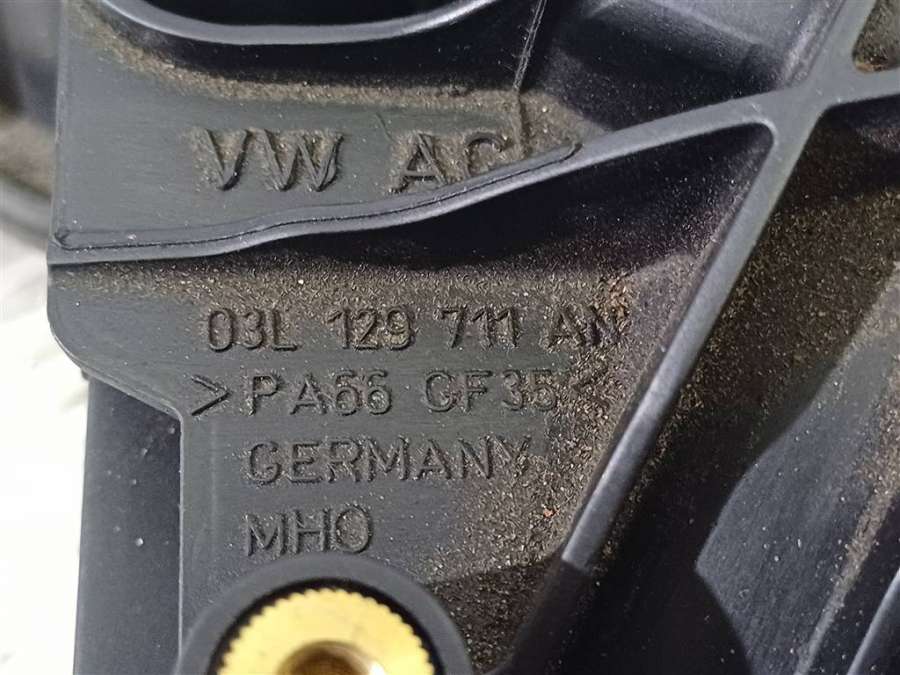 VW AG
03L 129 711 AN
>PA66 GF35<
GERMANY
MHO